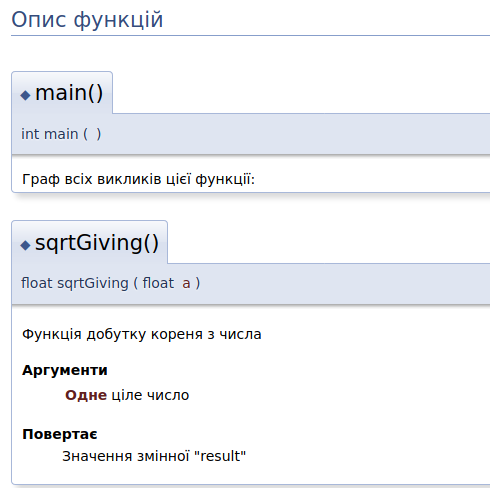 Опис функцій
◆ main()
int main ( )
Граф всіх викликів цієї функції:
◆ sqrtGiving()
float sqrtGiving ( float a )
Функція добутку кореня з числа
Аргументи
Одне ціле число
Повертає
Значення змінної "result"